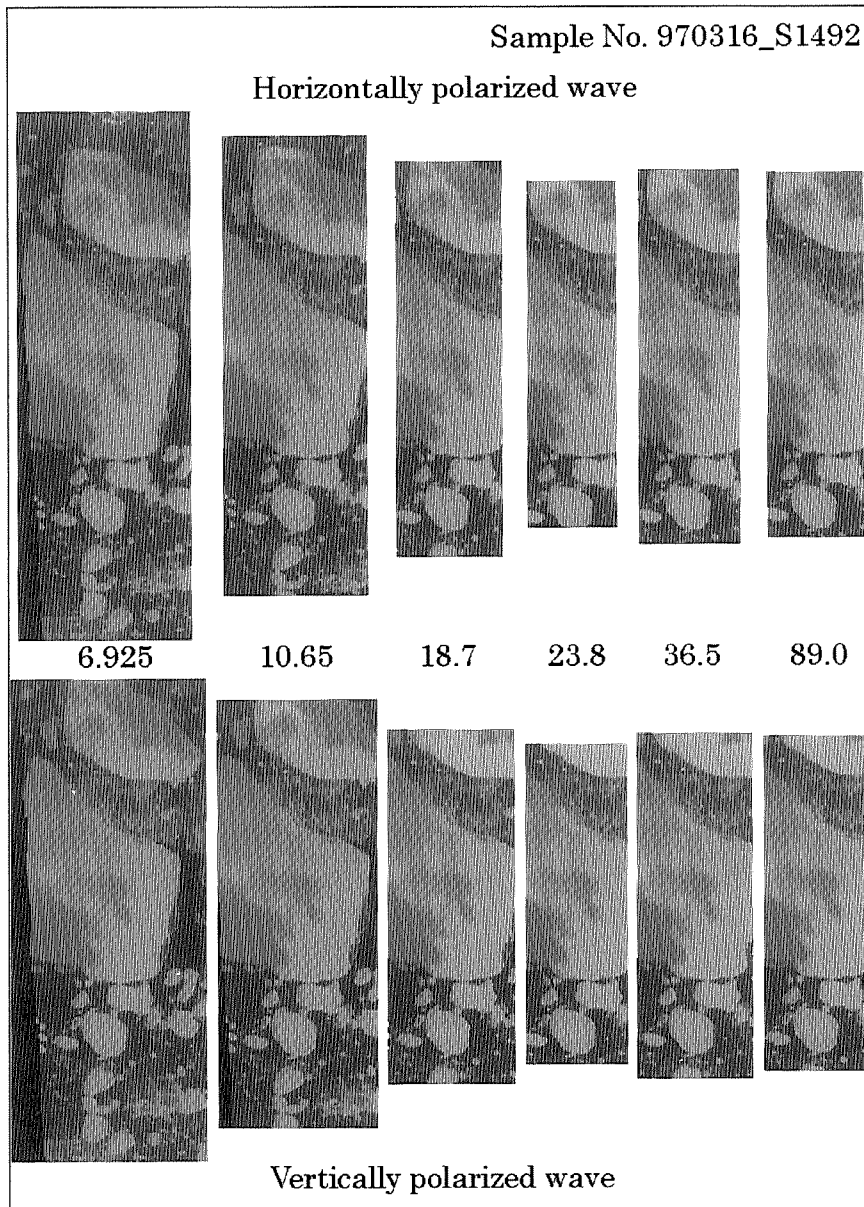 Sample No. 970316_S1492
Horizontally polarized wave
6.925 10.65 18.7 23.8 36.5 89.0
Vertically polarized wave